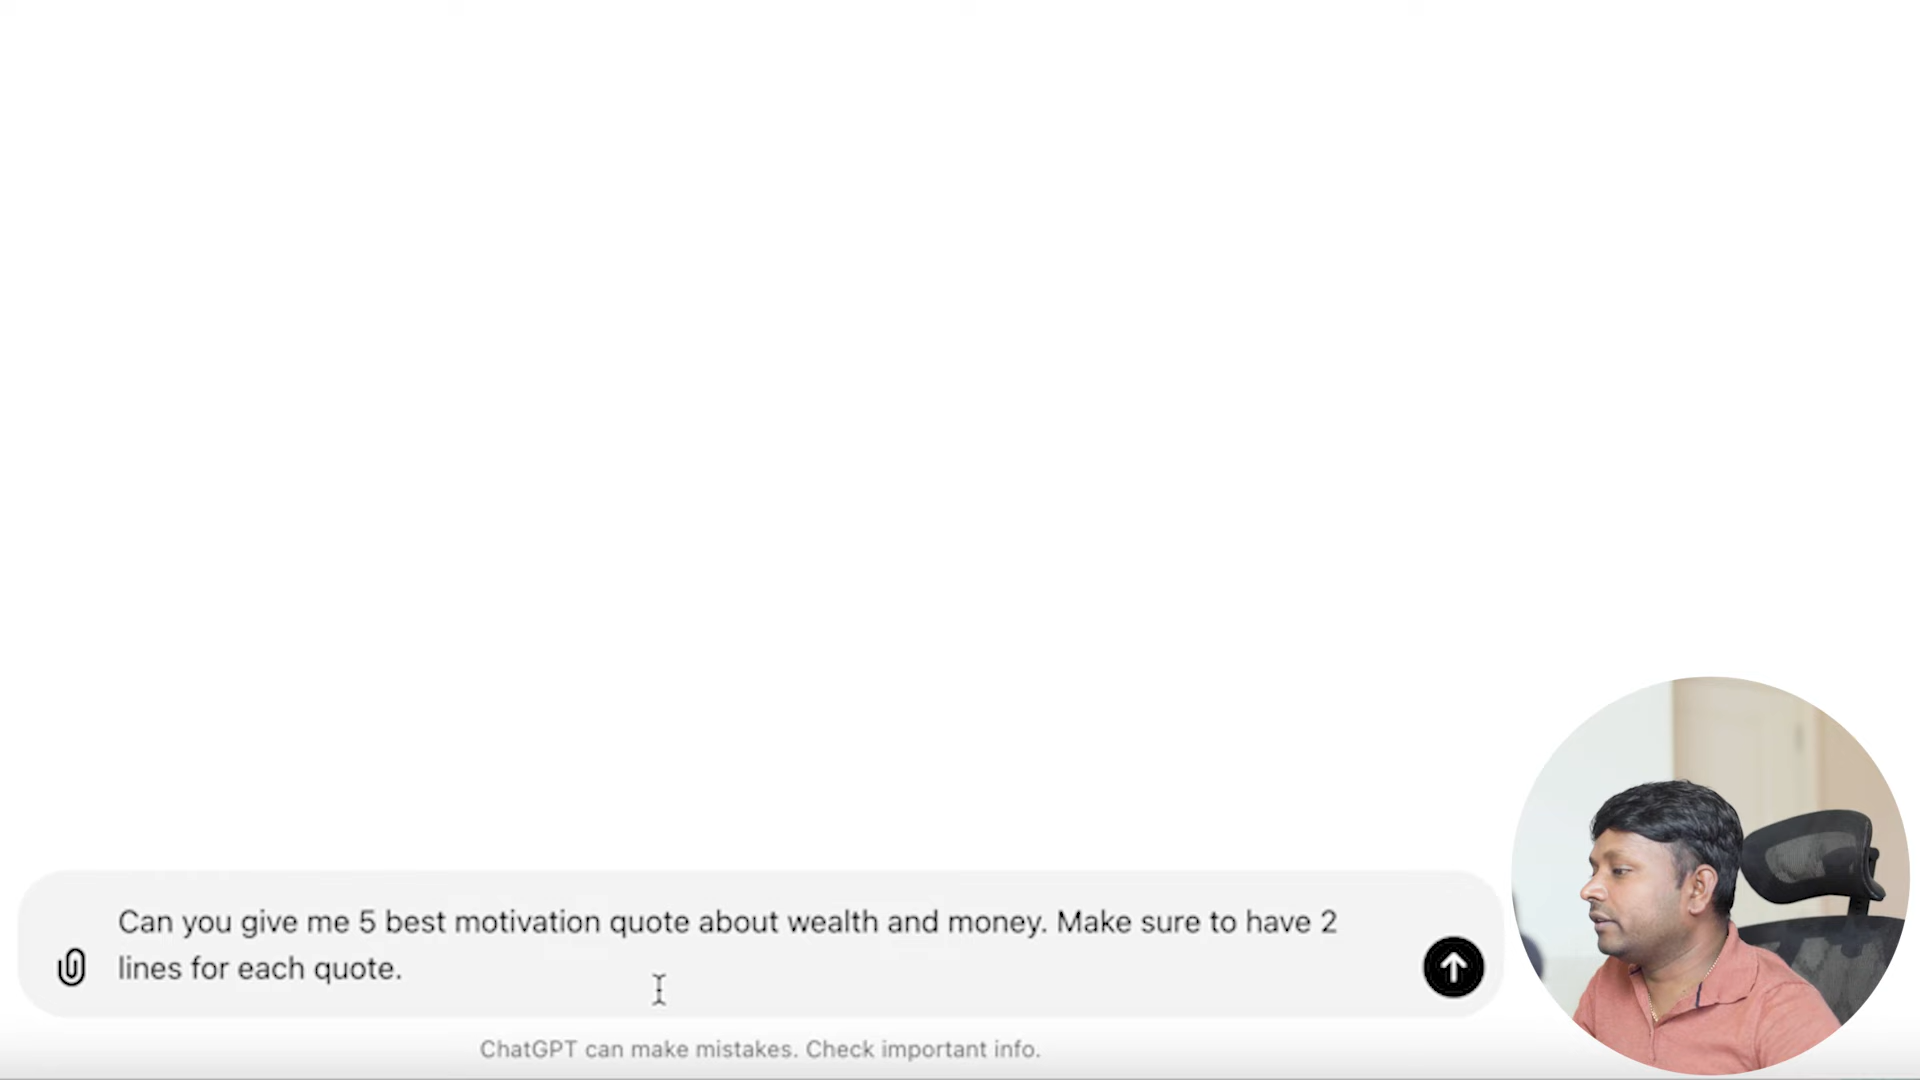 Can you give me 5 best motivation quote about wealth and money. Make sure to have 2
lines for each quote.
ChatGPT can make mistakes. Check important info.